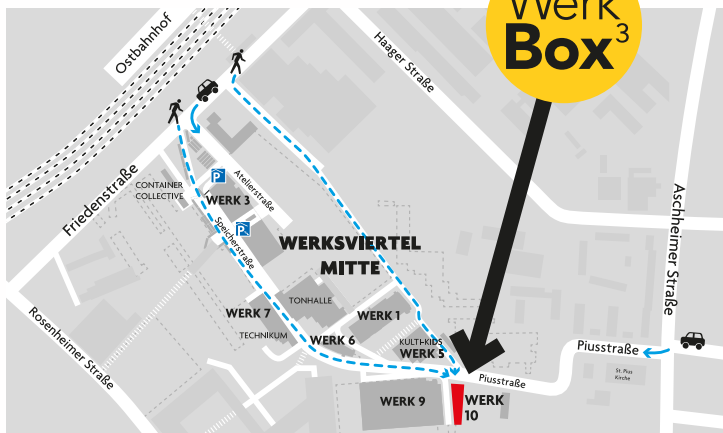 Werk
Box³
Ostbahnhof
Haager Straße
Friedenstraße
CONTAINER
COLLECTIVE
P
WERK 3
Atelierstraße
P
Speicherstraße
WERKSVIERTEL
MITTE
Aschheimer Straße
Rosenheimer Straße
TONHALLE
WERK 7
TECHNIKUM
WERK 1
WERK 6
KULTI-KIDS
WERK 5
Piusstraße
St. Pius
Kirche
Piusstraße
WERK 9
WERK
10